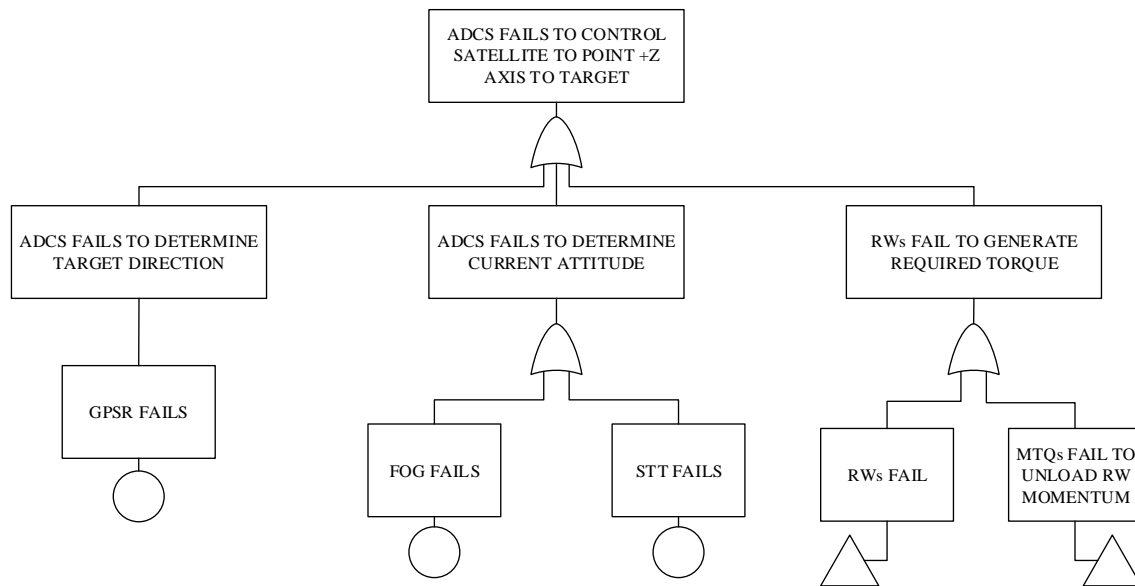 ADCS FAILS TO CONTROL
SATELLITE TO POINT +Z
AXIS TO TARGET
ADCS FAILS TO DETERMINE
TARGET DIRECTION
ADCS FAILS TO DETERMINE
CURRENT ATTITUDE
RWs FAIL TO GENERATE
REQUIRED TORQUE
GPSR FAILS
FOG FAILS
STT FAILS
RWs FAIL
MTQs FAIL TO
UNLOAD RW
MOMENTUM